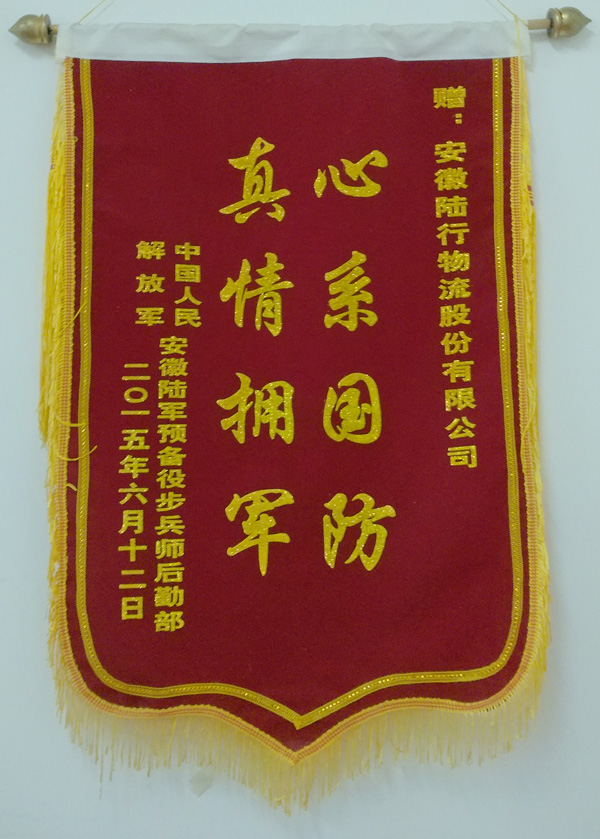 赠：安徽陆行物流股份有限公司
心系国防
真情拥军
中国人民
解放军
安徽陆军预备役步兵师后勤部
二〇一五年六月十二日